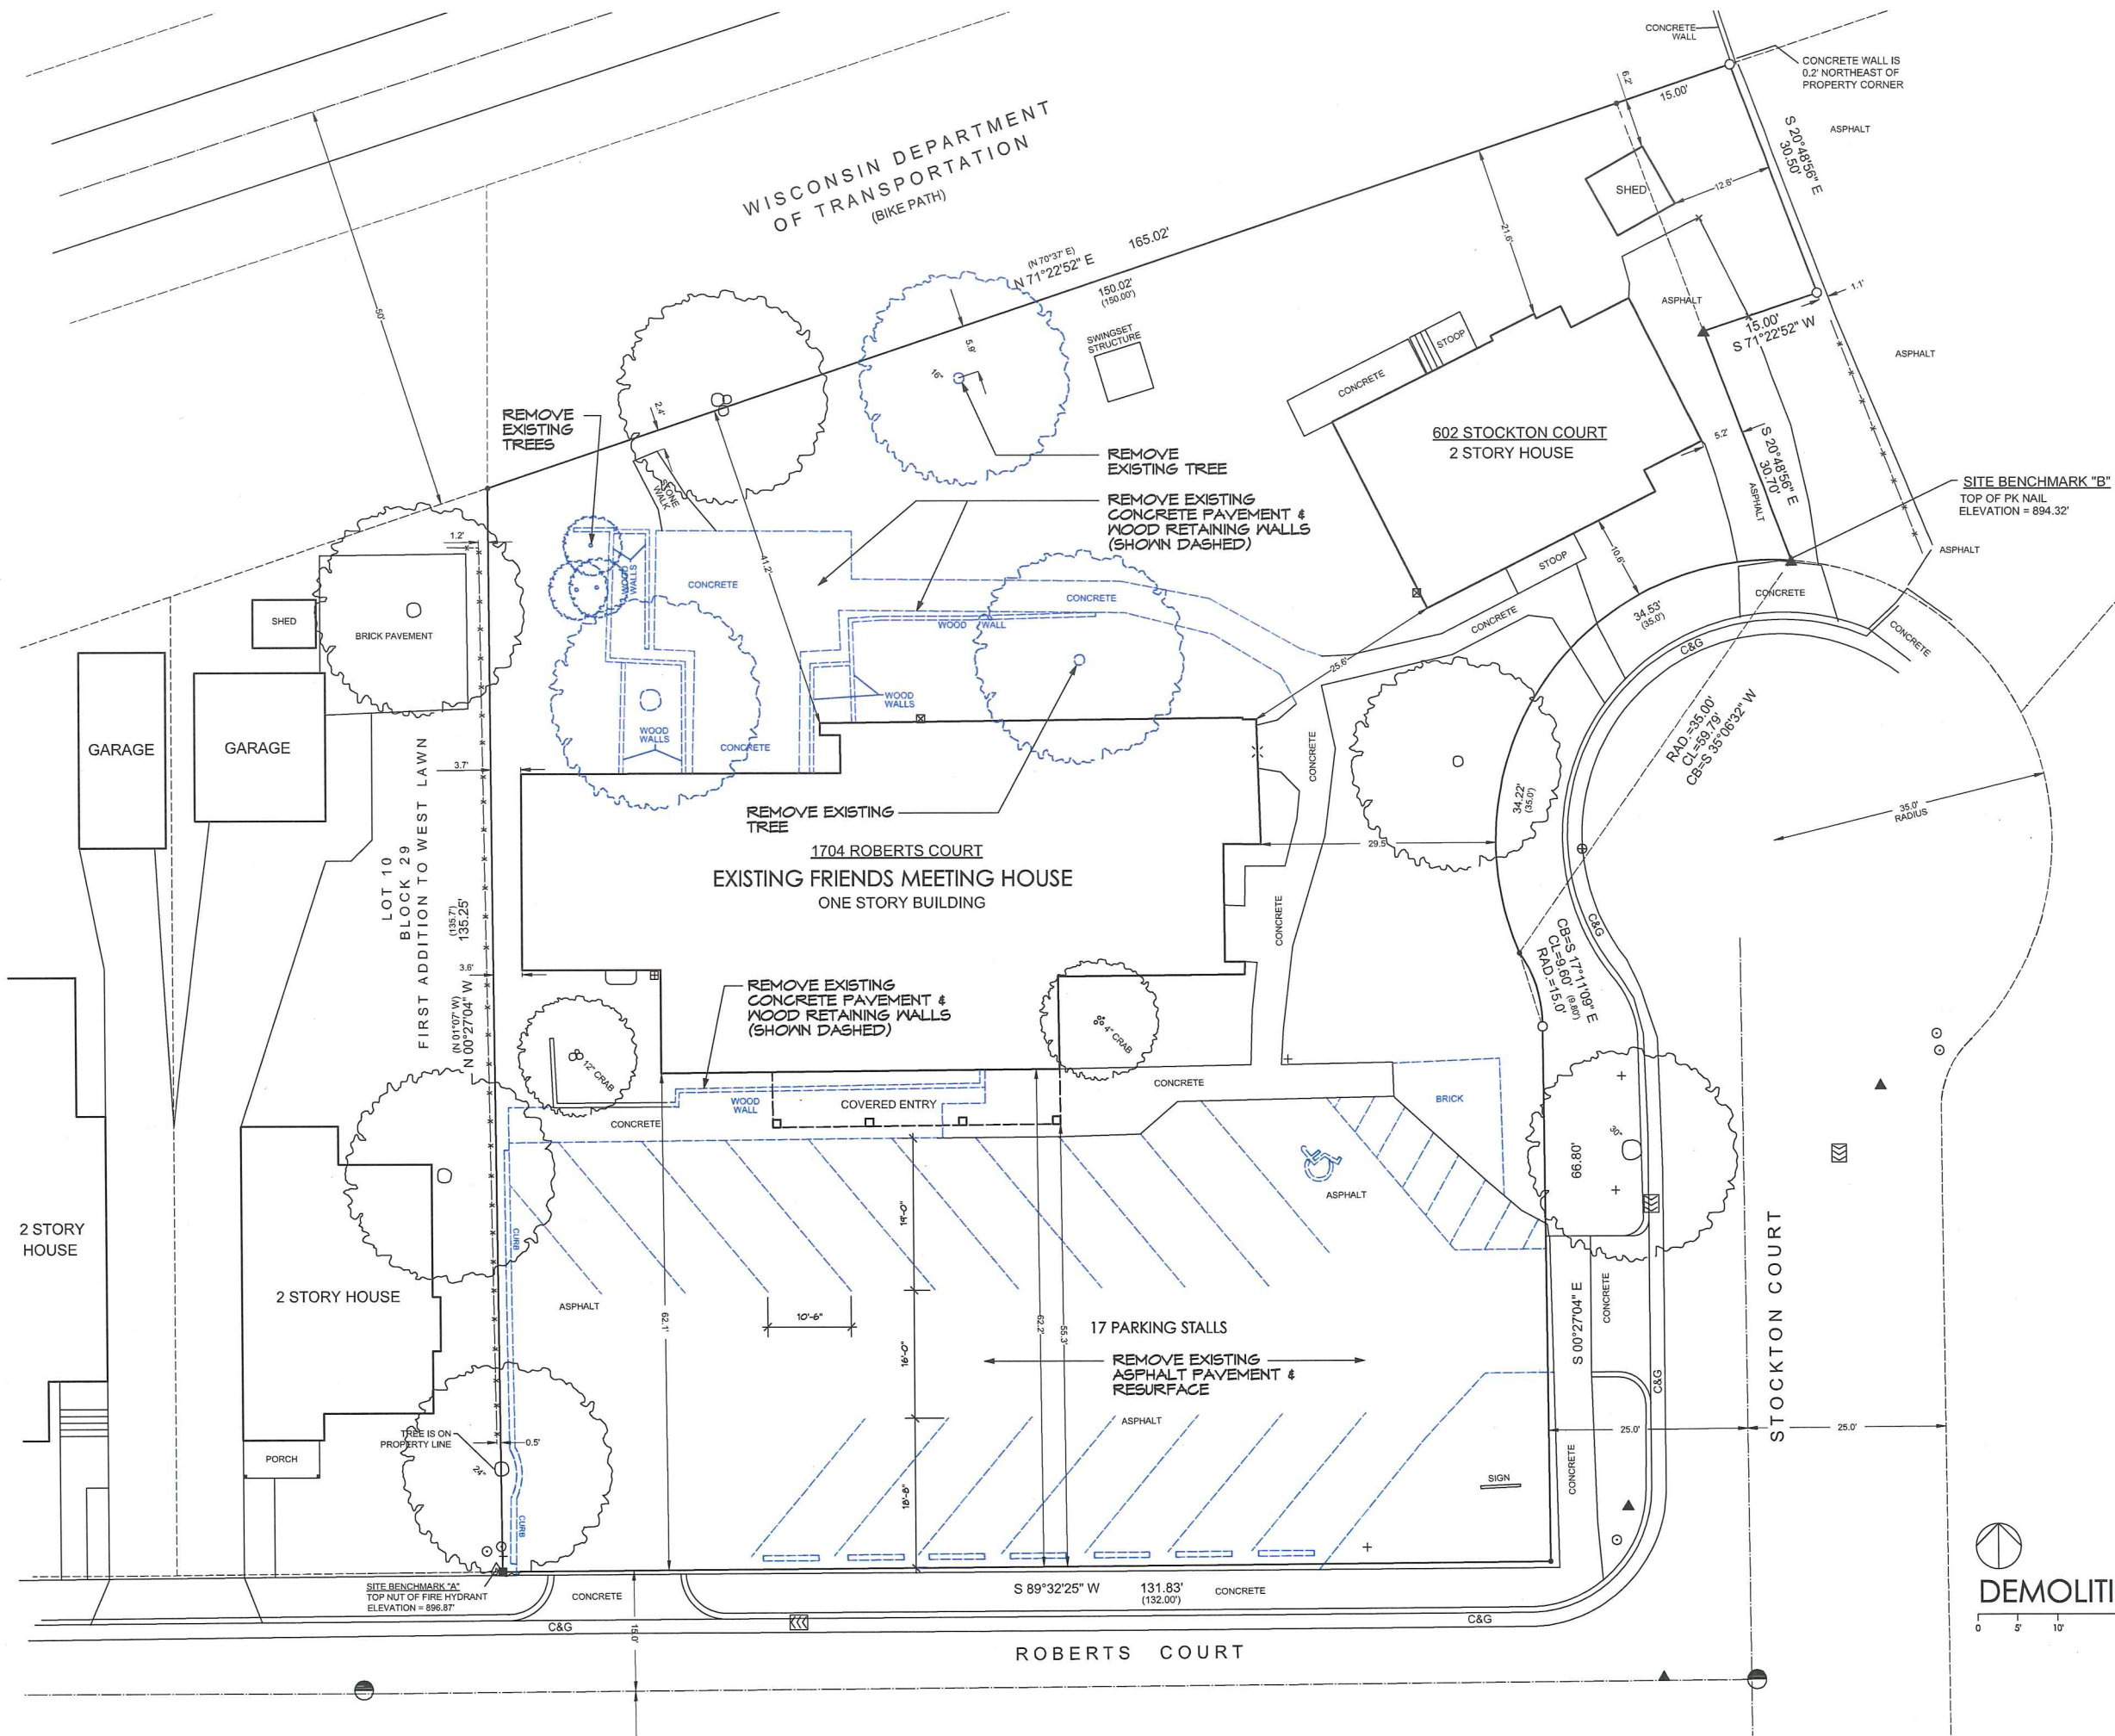 CONCRETE
WALL
CONCRETE WALL IS
0.2' NORTHEAST OF
PROPERTY CORNER
6.2'
15.00'
S 20°48'56" E
30.50'
ASPHALT
WISCONSIN DEPARTMENT
OF TRANSPORTATION
(BIKE PATH)
SHED
12.6'
21.6'
50'
(N 70°37' E)
N 71°22'52" E
165.02'
150.02'
(150.00')
ASPHALT
1.1'
15.00'
S 71°22'52" W
ASPHALT
SWINGSET
STRUCTURE
5.9'
16"
STOOP
CONCRETE
2.4'
REMOVE
EXISTING
TREES
602 STOCKTON COURT
2 STORY HOUSE
5.2'
S 20°48'56" E
30.70'
ASPHALT
REMOVE
EXISTING TREE
STONE
WALK
SITE BENCHMARK "B"
TOP OF PK NAIL
ELEVATION = 894.32'
REMOVE EXISTING
CONCRETE PAVEMENT &
WOOD RETAINING WALLS
(SHOWN DASHED)
1.2'
41.2'
ASPHALT
STOOP
10.6'
WOOD
WALLS
CONCRETE
CONCRETE
CONCRETE
SHED
BRICK PAVEMENT
WOOD WALL
CONCRETE
34.53'
(35.0')
C&G
CONCRETE
25.6'
WOOD
WALLS
RAD.=35.00'
CL=59.79'
CB=S 35°06'32" W
WOOD
WALLS
CONCRETE
GARAGE
GARAGE
CONCRETE
3.7'
34.22'
(35.0')
35.0'
RADIUS
REMOVE EXISTING
TREE
29.5'
1704 ROBERTS COURT
EXISTING FRIENDS MEETING HOUSE
ONE STORY BUILDING
LOT 10
BLOCK 29
FIRST ADDITION TO WEST LAWN
(135.7')
135.25'
CONCRETE
C&G
CB=S 17°11'09" E
CL=9.60' (9.80')
RAD.=15.0'
3.6'
(N 01°07' W)
N 00°27'04" W
REMOVE EXISTING
CONCRETE PAVEMENT &
WOOD RETAINING WALLS
(SHOWN DASHED)
12" CRAB
4" CRAB
CONCRETE
WOOD
WALL
COVERED ENTRY
BRICK
CONCRETE
30"
66.80'
ASPHALT
19'-0"
2 STORY
HOUSE
CURB
2 STORY HOUSE
ASPHALT
10'-6"
62.1'
62.2'
55.3'
17 PARKING STALLS
S 00°27'04" E
CONCRETE
STOCKTON COURT
16'-0"
REMOVE EXISTING
ASPHALT PAVEMENT &
RESURFACE
C&G
ASPHALT
TREE IS ON
PROPERTY LINE
0.5'
25.0'
25.0'
PORCH
24"
CONCRETE
SIGN
18'-8"
CURB
SITE BENCHMARK "A"
TOP NUT OF FIRE HYDRANT
ELEVATION = 896.87'
CONCRETE
S 89°32'25" W
131.83'
(132.00')
CONCRETE
C&G
C&G
15.0'
ROBERTS COURT
DEMOLITI
0 5' 10'